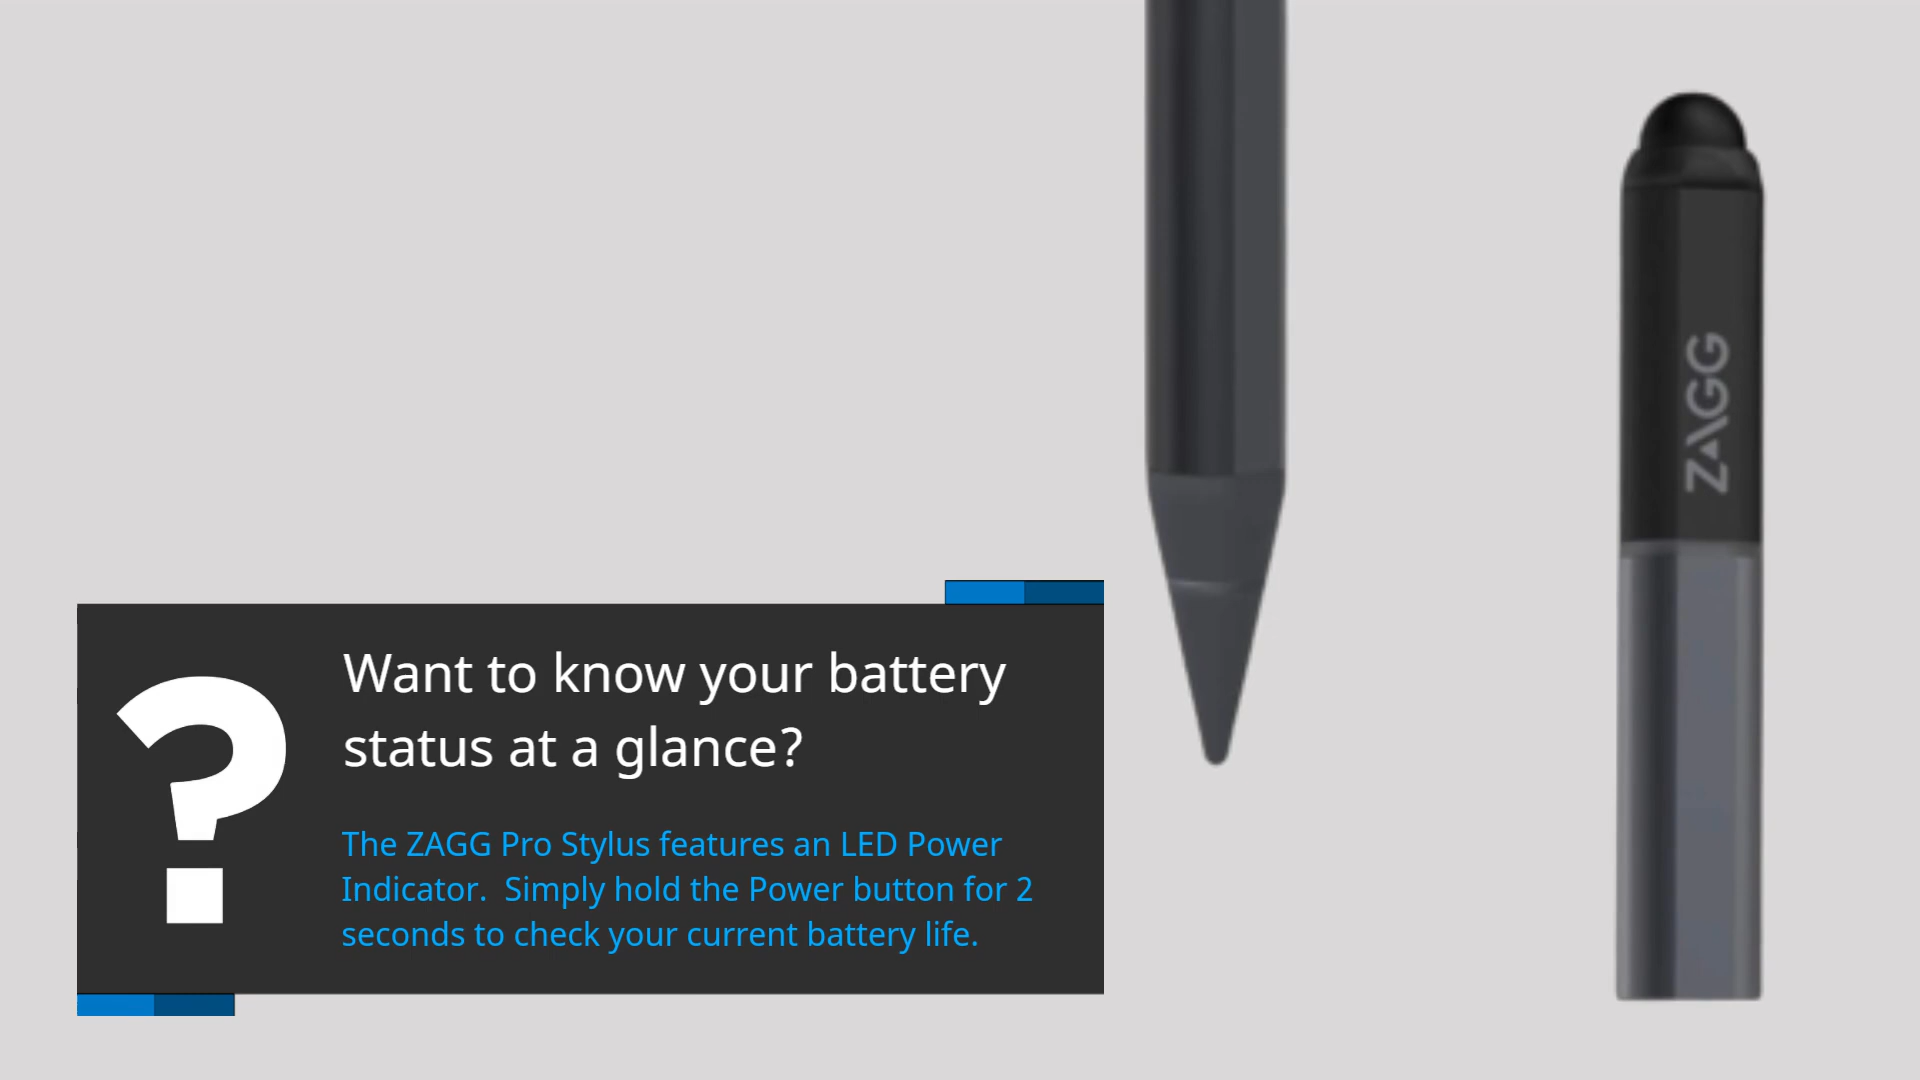 ZAGG
Want to know your battery
status at a glance?
The ZAGG Pro Stylus features an LED Power
Indicator.  Simply hold the Power button for 2
seconds to check your current battery life.
?